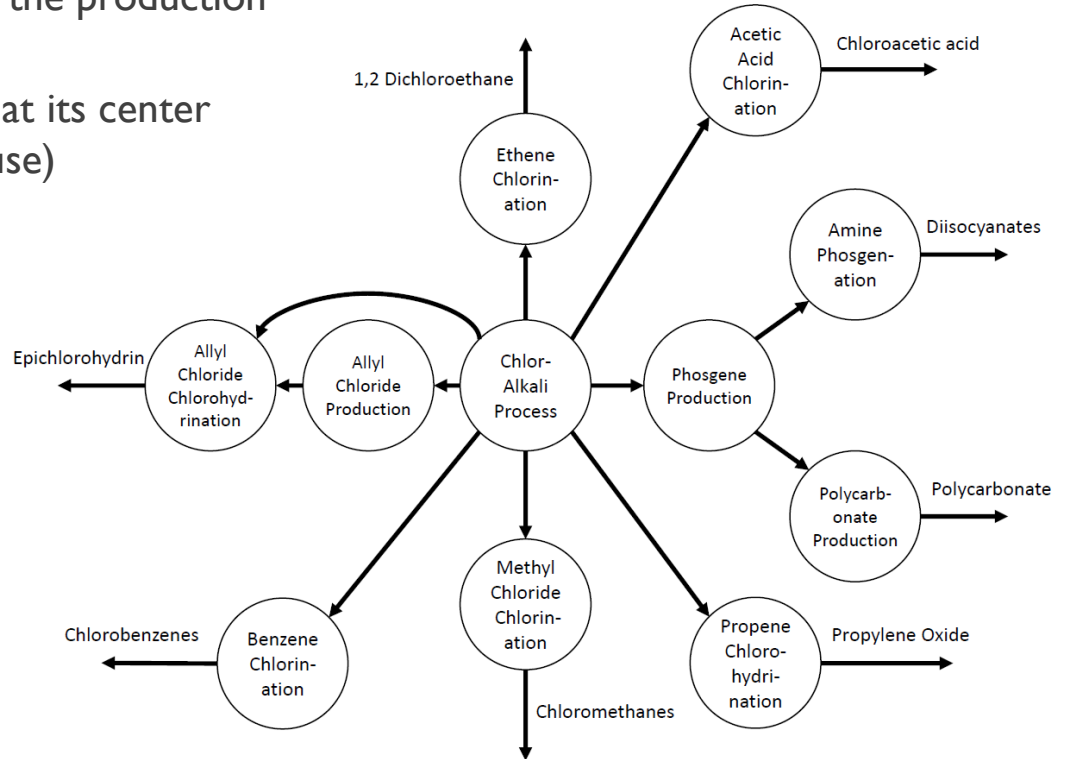 the production
at its center
use)
Acetic
Acid
Chlorin-
ation
Chloroacetic acid
1,2 Dichloroethane
Ethene
Chlorin-
ation
Amine
Phosgen-
ation
Diisocyanates
Epichlorohydrin
Allyl
Chloride
Chlorohyd-
rination
Allyl
Chloride
Production
Chlor-
Alkali
Process
Phosgene
Production
Polycarb-
onate
Production
Polycarbonate
Methyl
Chloride
Chlorin-
ation
Chloromethanes
Chlorobenzenes
Benzene
Chlorin-
ation
Propene
Chloro-
hydri-
nation
Propylene Oxide